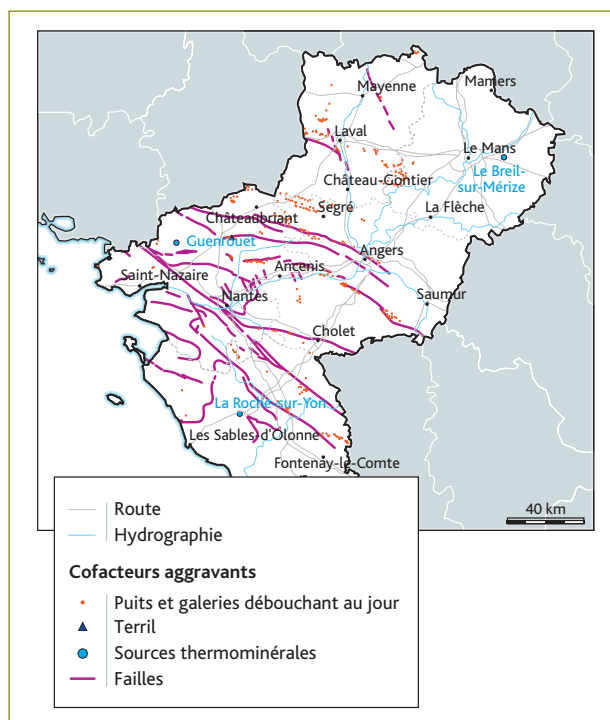 Mayenne
Mamers
Laval
Le Mans
Le Breil-
sur-Mérize
Château-Gontier
Segré
La Flèche
Châteaubriant
Guenrouet
Angers
Ancenis
Saint-Nazaire
Nantes
Saumur
Cholet
La Roche-sur-Yon
Les Sables-d'Olonne
Fontenay-le-Comte
40 km
Route
Hydrographie
Cofacteurs aggravants
Puits et galeries débouchant au jour
Terril
Sources thermominérales
Failles